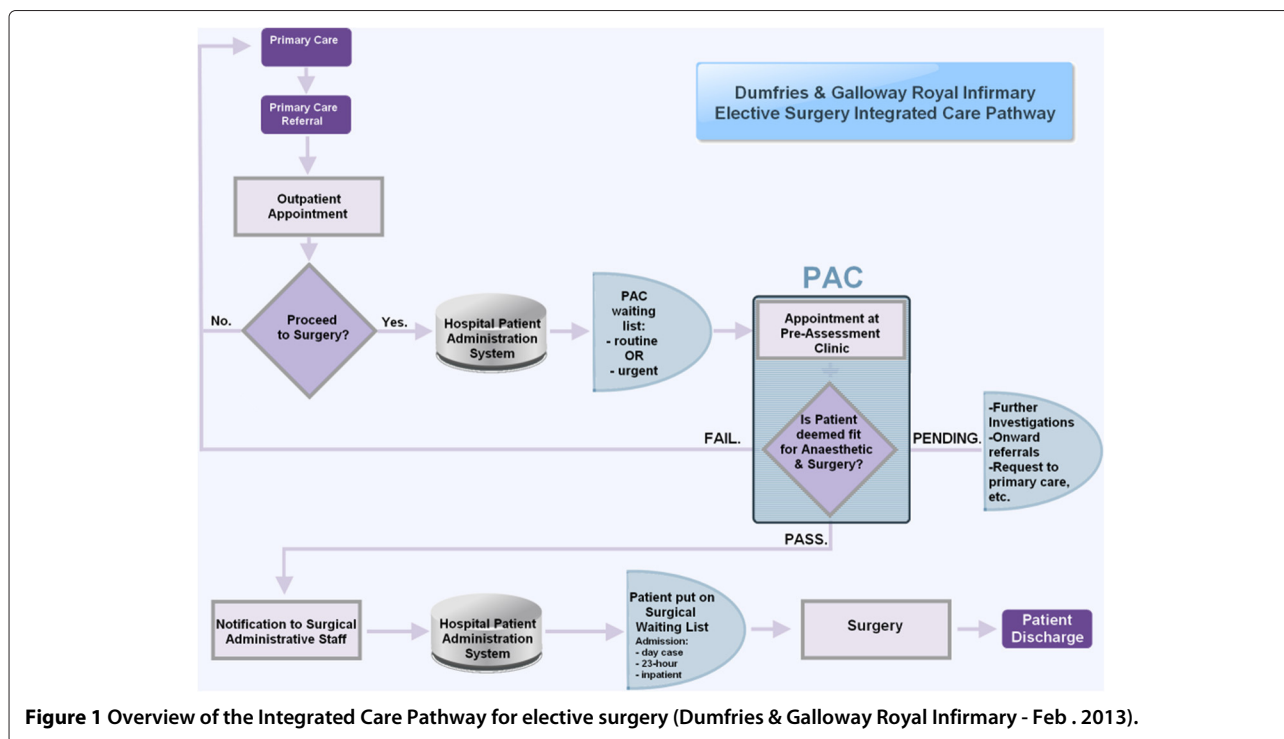 Primary Care
Dumfries & Galloway Royal Infirmary
Elective Surgery Integrated Care Pathway
Primary Care
Referral
Outpatient
Appointment
Proceed
to Surgery?
No.
Yes.
Hospital Patient
Administration
System
PAC
waiting
list:
- routine
OR
- urgent
PAC
Appointment at
Pre-Assessment
Clinic
Is Patient
deemed fit
for Anaesthetic
& Surgery?
FAIL.
PENDING.
-Further
Investigations
-Onward
referrals
-Request to
primary care,
etc.
PASS.
Notification to Surgical
Administrative Staff
Hospital Patient
Administration
System
Patient put on
Surgical
Waiting List
Admission:
- day case
- 23-hour
- inpatient
Surgery
Patient
Discharge
Figure 1 Overview of the Integrated Care Pathway for elective surgery (Dumfries & Galloway Royal Infirmary - Feb . 2013).